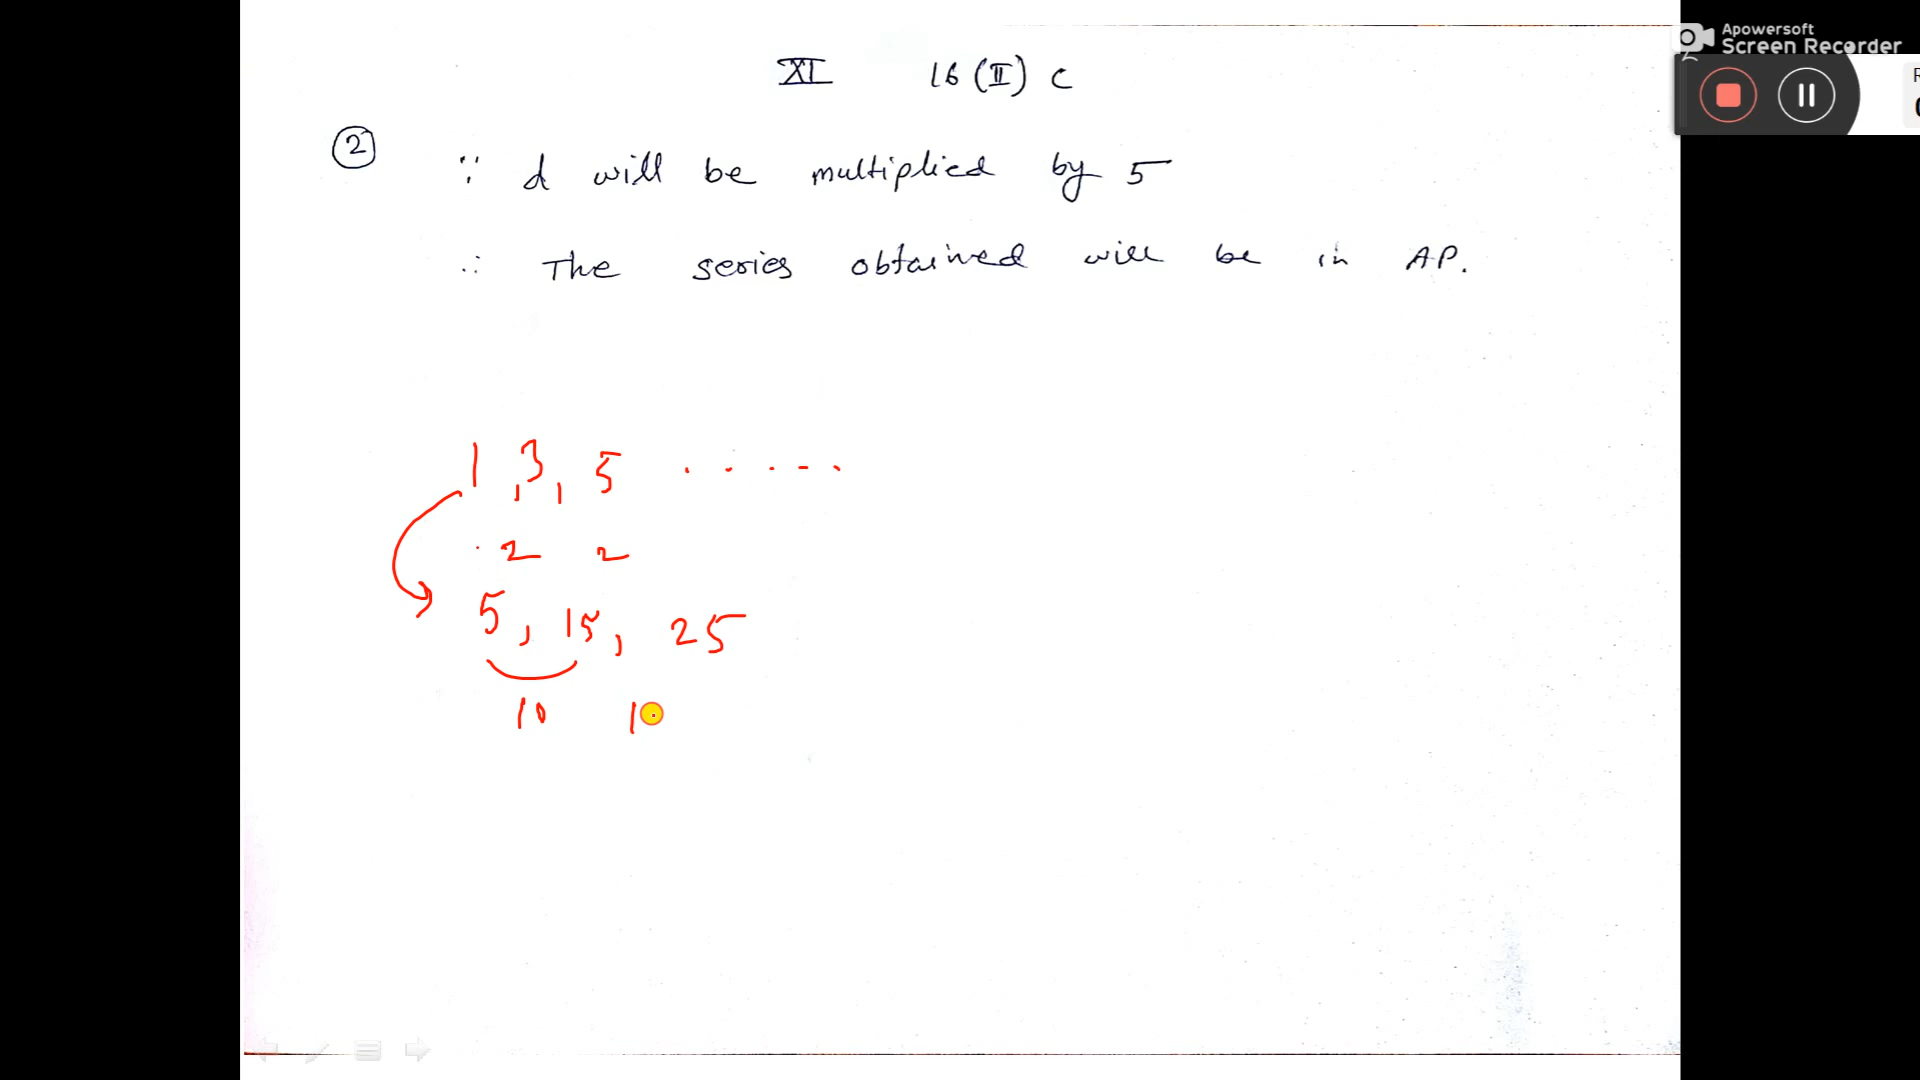 Apowersoft
Screen Recorder
XI 16 (II) C
R
2
∵ d will be multiplied by 5
∴ The series obtained will be in AP.
1, 3, 5 . . . . .
2 2
5, 15, 25
10 10